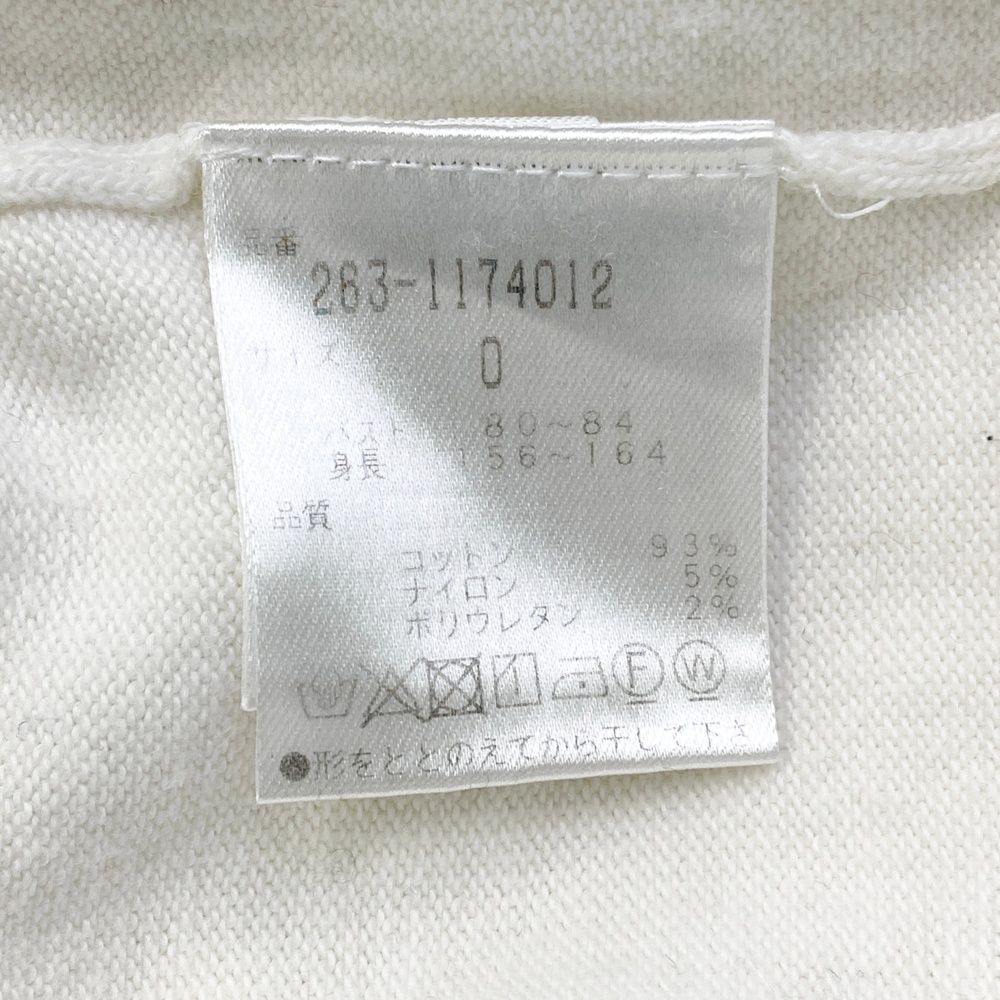 品番
263-1174012
サイズ 0
バスト 80～84
身長 156～164
品質
コットン 93%
ナイロン 5%
ポリウレタン 2%
F W
●形をととのえてから干して下さ